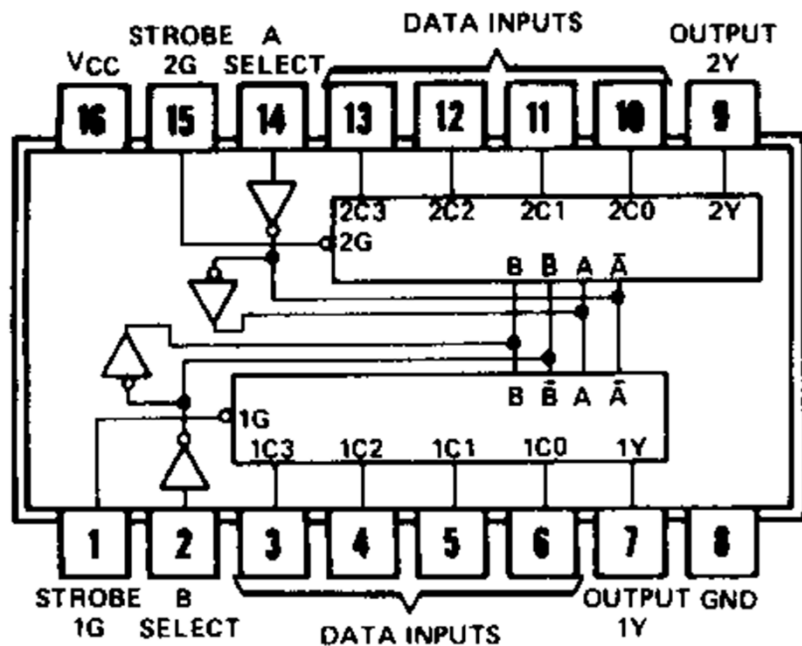 DATA INPUTS
STROBE A OUTPUT
VCC 2G SELECT 2Y
16 15 14 13 12 11 10 9
2C3 2C2 2C1 2C0 2Y
2G
B B̅ A A̅
B B̅ A A̅
1G
1C3 1C2 1C1 1C0 1Y
1 2 3 4 5 6 7 8
STROBE B OUTPUT GND
1G SELECT 1Y
DATA INPUTS